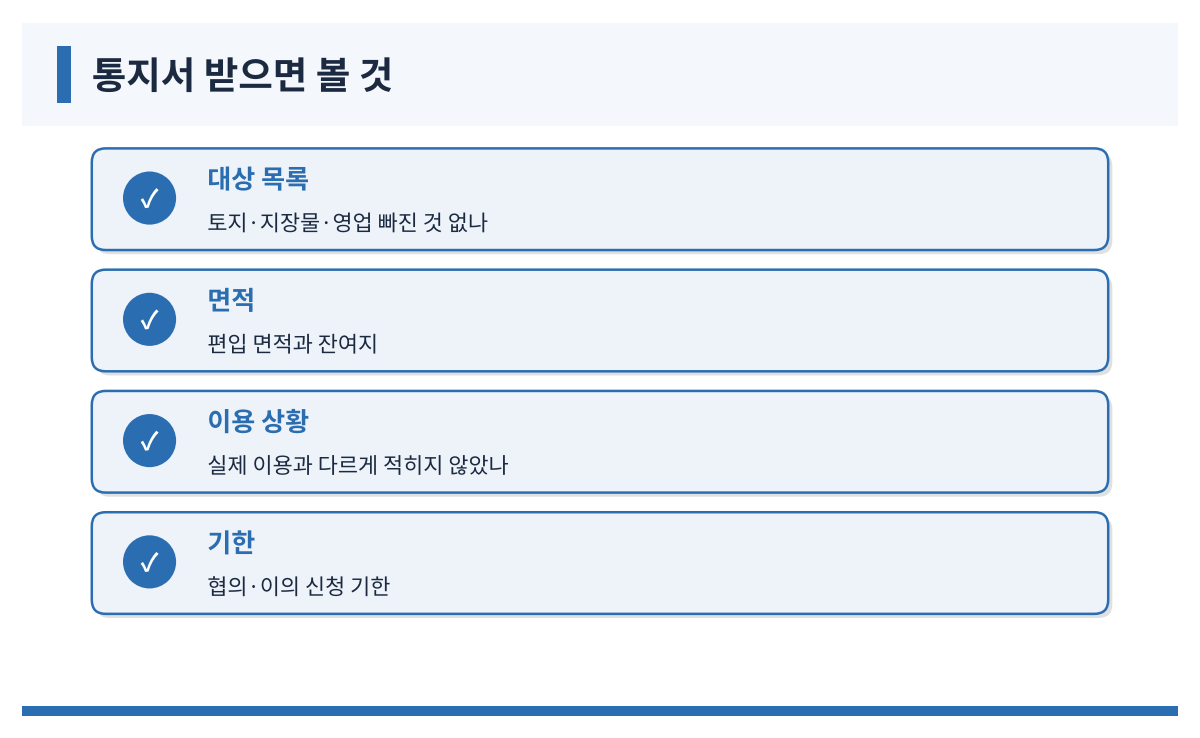 통지서 받으면 볼 것
✓
대상 목록
토지·지장물·영업 빠진 것 없나
✓
면적
편입 면적과 잔여지
✓
이용 상황
실제 이용과 다르게 적히지 않았나
✓
기한
협의·이의 신청 기한